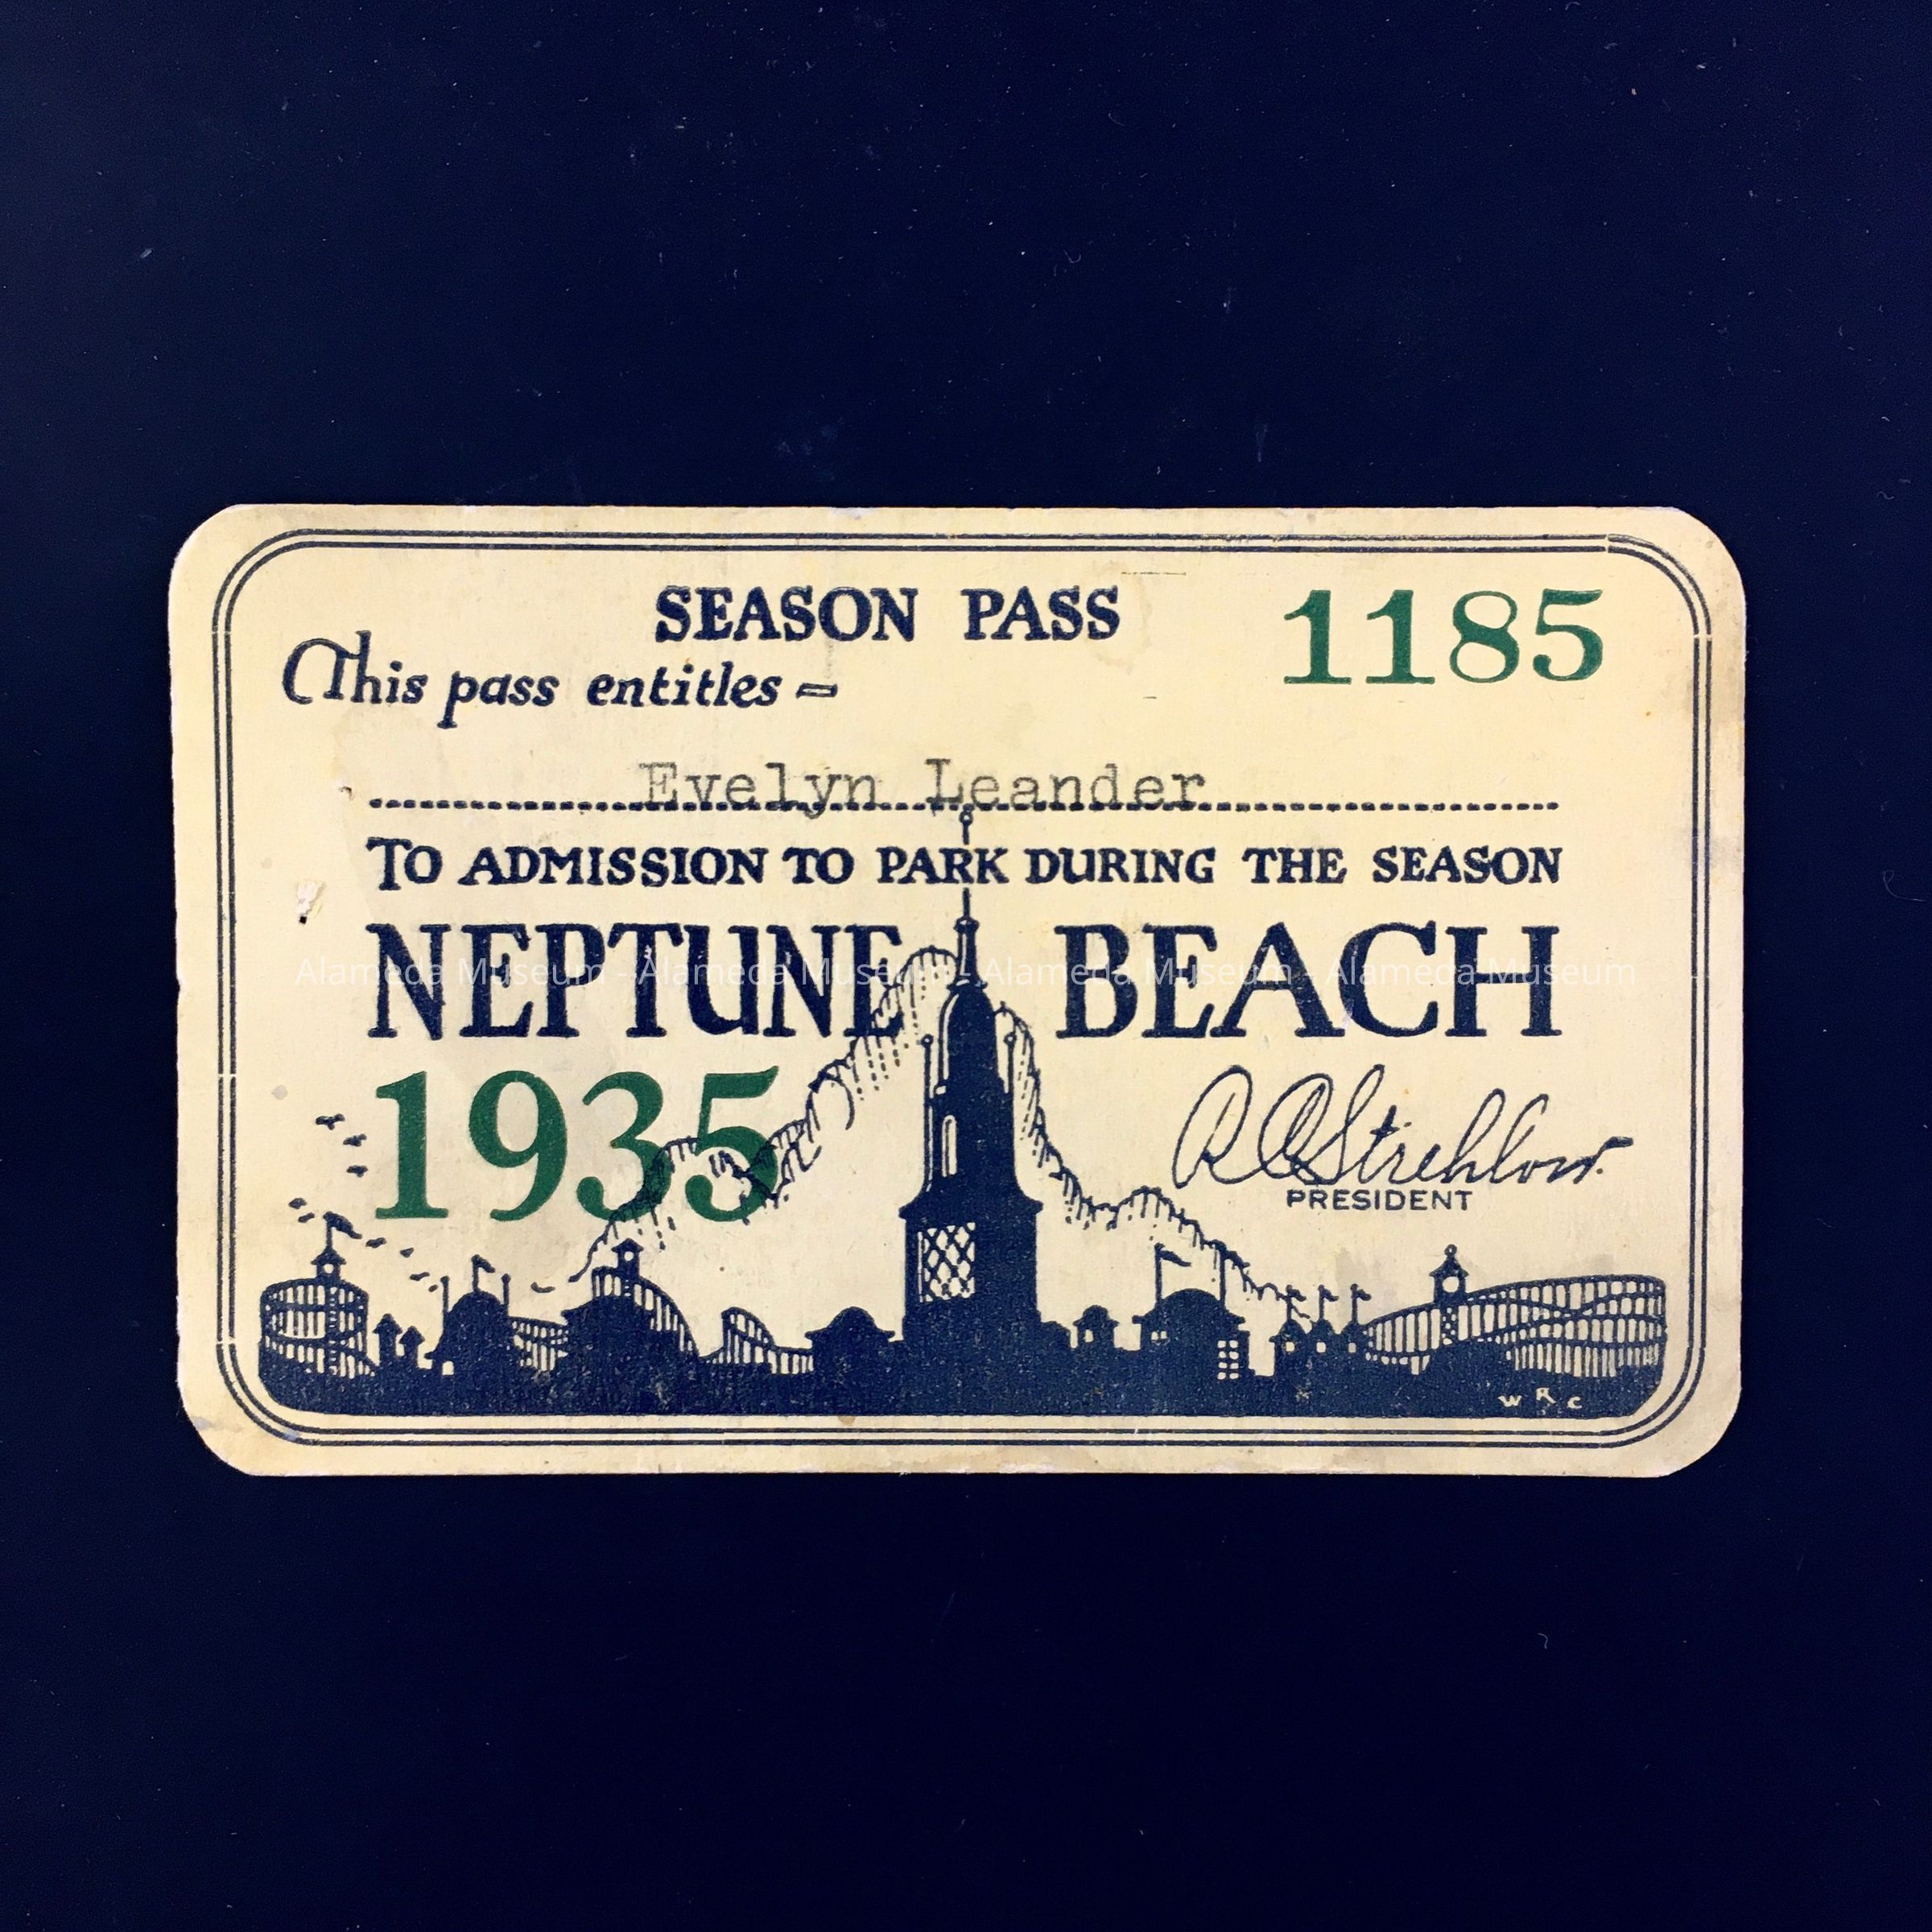 SEASON PASS 1185
This pass entitles =
Evelyn Leander
TO ADMISSION TO PARK DURING THE SEASON
NEPTUNE BEACH
Alameda Museum - Alameda Museum - Alameda Museum - Alameda Museum
1935
R C Strehlow.
PRESIDENT
W R C